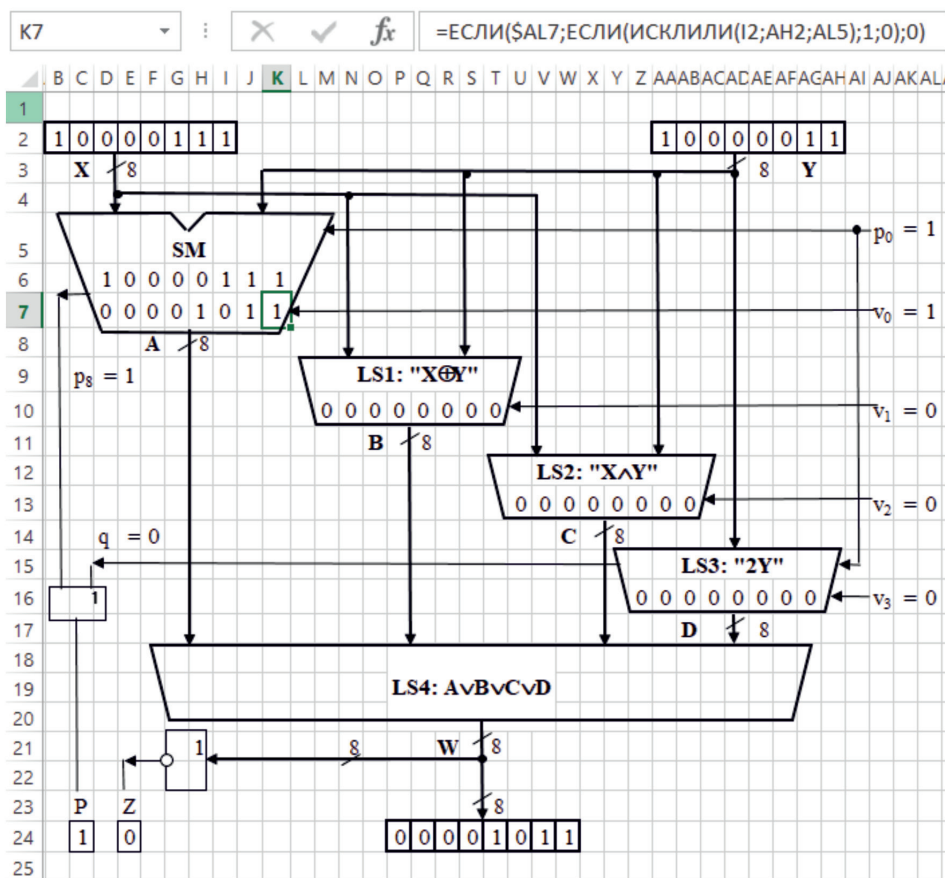 K7 fx =ЕСЛИ($AL7;ЕСЛИ(ИСКЛИЛИ(I2;AH2;AL5);1;0);0)
B C D E F G H I J K L M N O P Q R S T U V W X Y Z AA AB AC AD AE AF AG AH AI AJ AK AL
1
2 1 0 0 0 0 1 1 1 1 0 0 0 0 0 1 1
3 X 8 8 Y
4
5 SM p₀ = 1
6 1 0 0 0 0 1 1 1
7 0 0 0 0 1 0 1 1 v₀ = 1
8 A 8
9 p₈ = 1 LS1: "X⊕Y"
10 0 0 0 0 0 0 0 0 v₁ = 0
11 B 8
12 LS2: "X∧Y"
13 0 0 0 0 0 0 0 0 v₂ = 0
14 q = 0 C 8
15 LS3: "2Y"
16 1 0 0 0 0 0 0 0 0 v₃ = 0
17 D 8
18
19 LS4: A∨B∨C∨D
20
21 1 8 W 8
22
23 P Z 8
24 1 0 0 0 0 0 1 0 1 1
25